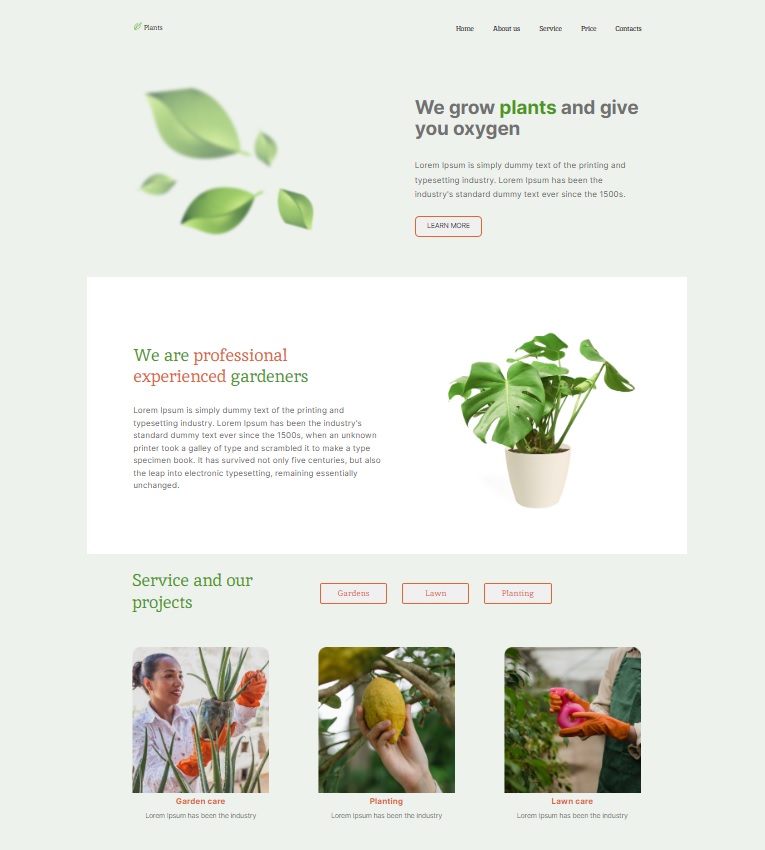 Plants
Home About us Service Price Contacts
We grow plants and give
you oxygen
Lorem Ipsum is simply dummy text of the printing and
typesetting industry. Lorem Ipsum has been the
industry's standard dummy text ever since the 1500s.
LEARN MORE
We are professional
experienced gardeners
Lorem Ipsum is simply dummy text of the printing and
typesetting industry. Lorem Ipsum has been the industry's
standard dummy text ever since the 1500s, when an unknown
printer took a galley of type and scrambled it to make a type
specimen book. It has survived not only five centuries, but also
the leap into electronic typesetting, remaining essentially
unchanged.
Service and our
projects
Gardens Lawn Planting
Garden care
Lorem Ipsum has been the industry
Planting
Lorem Ipsum has been the industry
Lawn care
Lorem Ipsum has been the industry